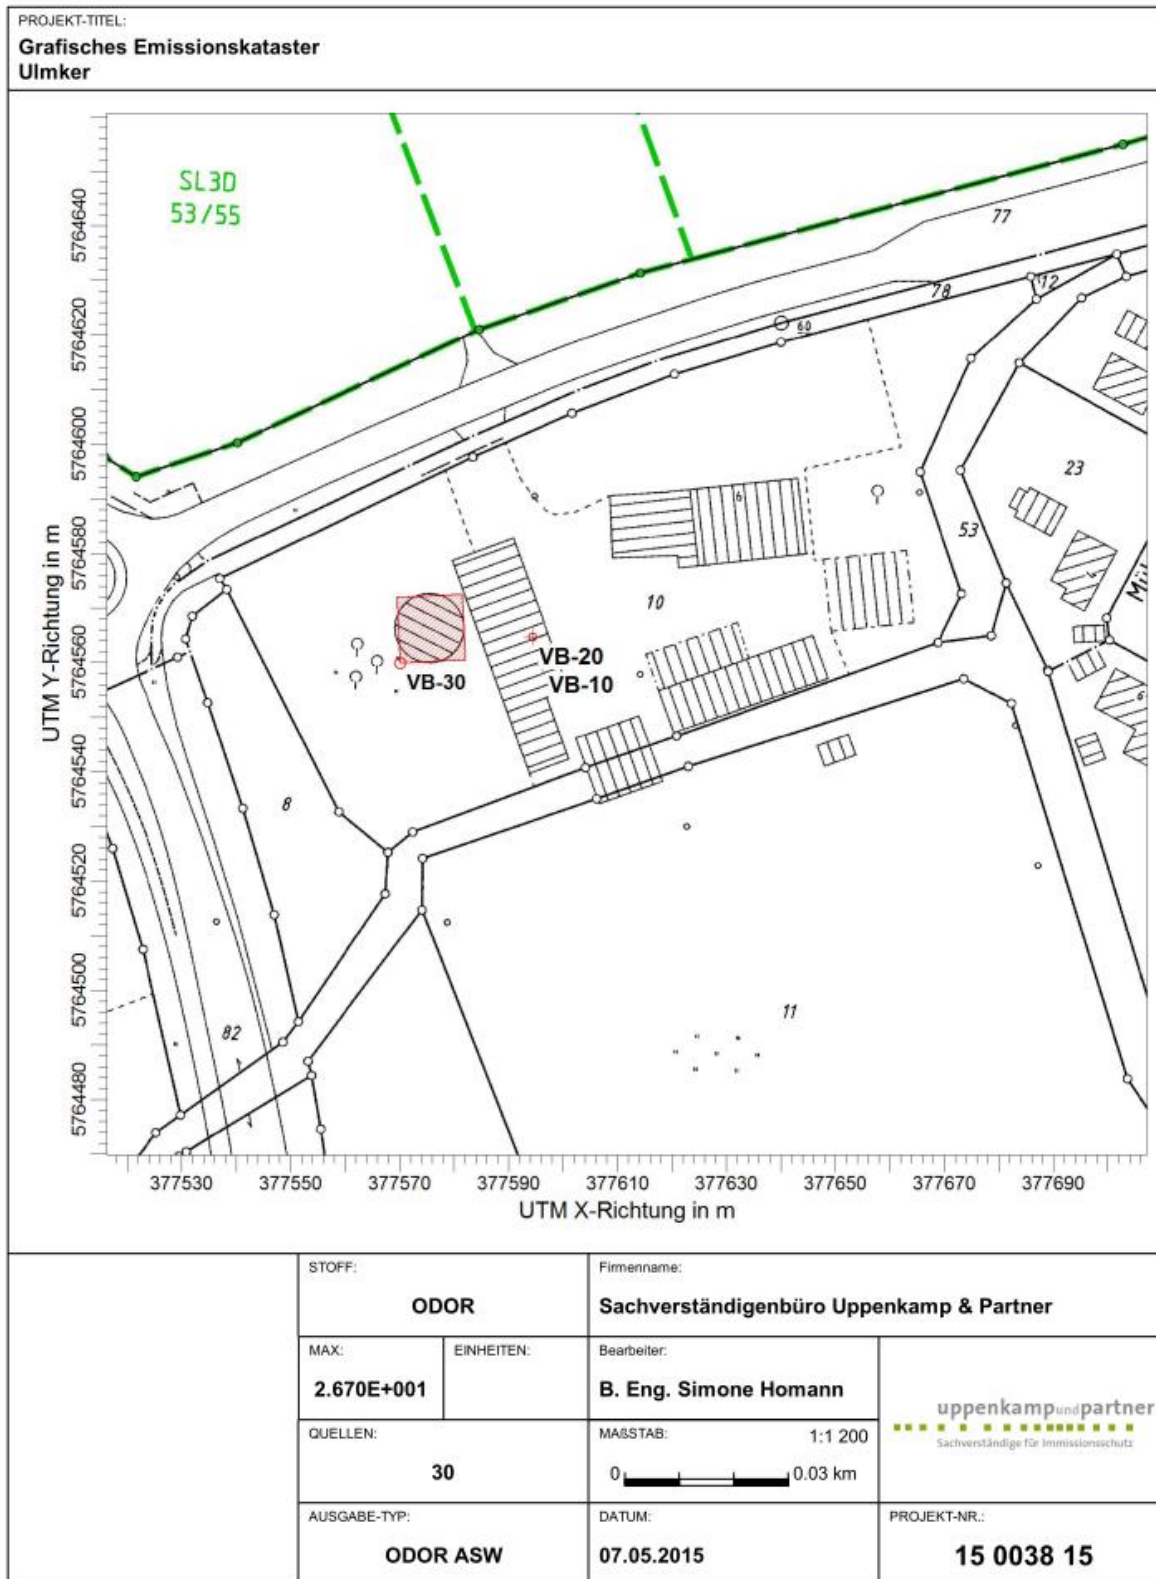 PROJEKT-TITEL:
Grafisches Emissionskataster
Ulmker
SL3D
53/55
77
78
12
60
23
53
6
10
VB-20
VB-10
VB-30
8
82
11
6
UTM Y-Richtung in m
5764640
5764620
5764600
5764580
5764560
5764540
5764520
5764500
5764480
377530
377550
377570
377590
377610
377630
377650
377670
377690
UTM X-Richtung in m
STOFF:
ODOR
Firmenname:
Sachverständigenbüro Uppenkamp & Partner
MAX:
2.670E+001
EINHEITEN:
Bearbeiter:
B. Eng. Simone Homann
uppenkampundpartner
Sachverständige für Immissionsschutz
QUELLEN:
30
MAẞSTAB:
1:1 200
0
0.03 km
AUSGABE-TYP:
ODOR ASW
DATUM:
07.05.2015
PROJEKT-NR.:
15 0038 15